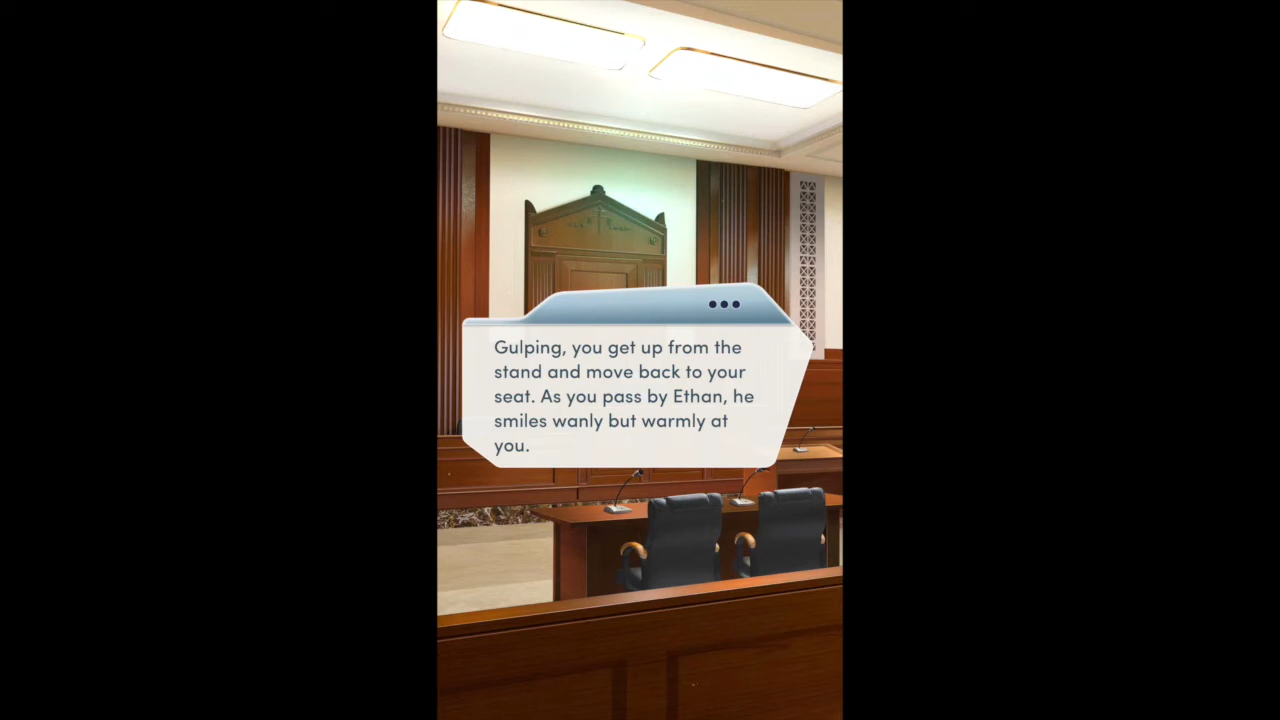 Gulping, you get up from the
stand and move back to your
seat. As you pass by Ethan, he
smiles wanly but warmly at
you.